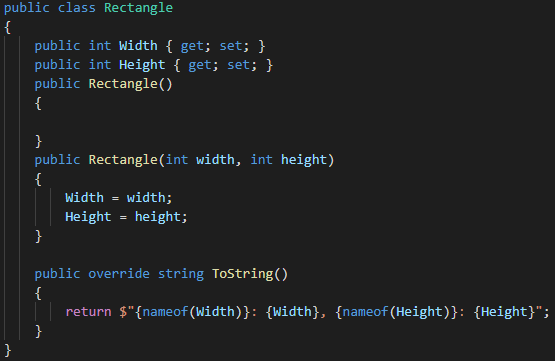 public class Rectangle
{
    public int Width { get; set; }
    public int Height { get; set; }
    public Rectangle()
    {

    }
    public Rectangle(int width, int height)
    {
        Width = width;
        Height = height;
    }

    public override string ToString()
    {
        return $"{nameof(Width)}: {Width}, {nameof(Height)}: {Height}";
    }
}